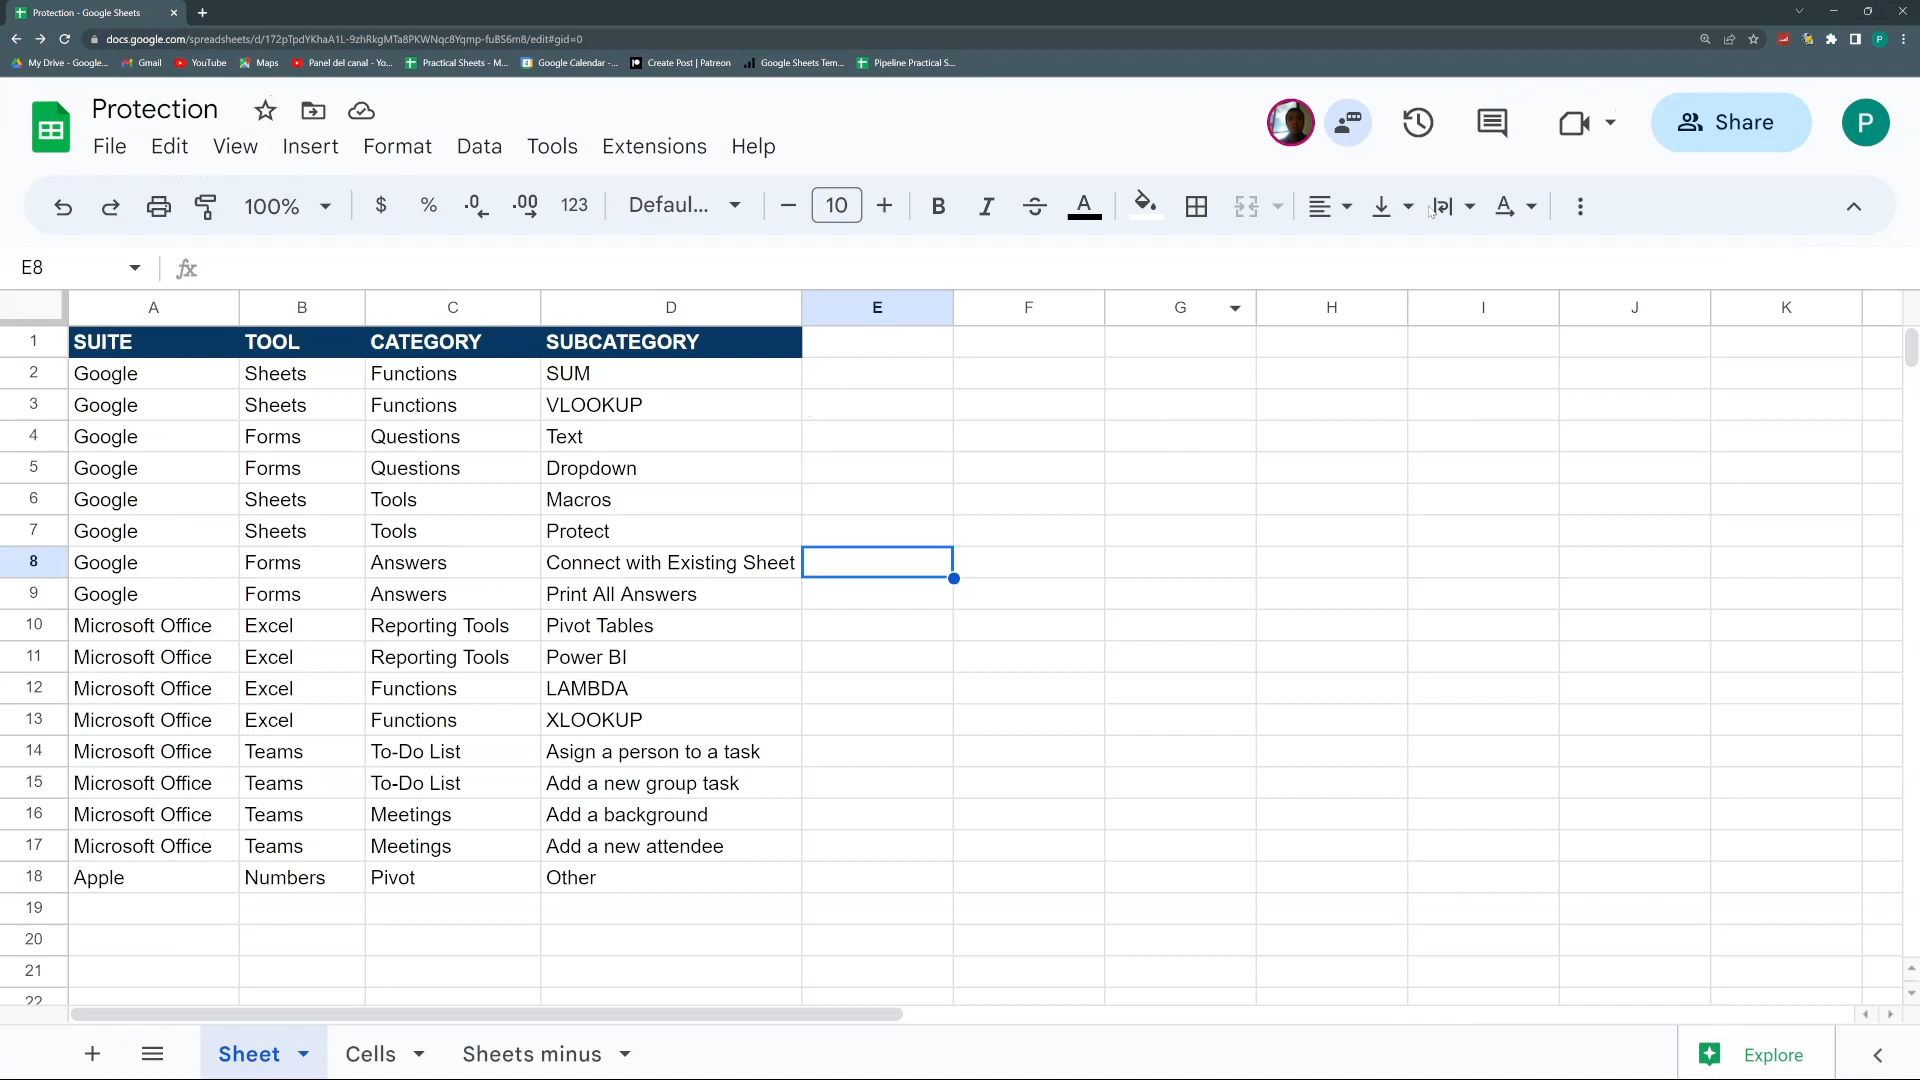 Protection - Google Sheets
docs.google.com/spreadsheets/d/172pTpdYKhaA1L-9zhRkgMTa8PKWNqc8Yqmp-fuBS6m8/edit#gid=0
My Drive - Google... Gmail YouTube Maps Panel del canal - Yo... Practical Sheets - M... Google Calendar -... Create Post | Patreon Google Sheets Tem... Pipeline Practical S...
Protection
File Edit View Insert Format Data Tools Extensions Help
Share P
100% $ % .0 .00 123 Defaul... 10 B I A
E8 fx
A B C D E F G H I J K
1 SUITE TOOL CATEGORY SUBCATEGORY
2 Google Sheets Functions SUM
3 Google Sheets Functions VLOOKUP
4 Google Forms Questions Text
5 Google Forms Questions Dropdown
6 Google Sheets Tools Macros
7 Google Sheets Tools Protect
8 Google Forms Answers Connect with Existing Sheet
9 Google Forms Answers Print All Answers
10 Microsoft Office Excel Reporting Tools Pivot Tables
11 Microsoft Office Excel Reporting Tools Power BI
12 Microsoft Office Excel Functions LAMBDA
13 Microsoft Office Excel Functions XLOOKUP
14 Microsoft Office Teams To-Do List Asign a person to a task
15 Microsoft Office Teams To-Do List Add a new group task
16 Microsoft Office Teams Meetings Add a background
17 Microsoft Office Teams Meetings Add a new attendee
18 Apple Numbers Pivot Other
19
20
21
22
Sheet Cells Sheets minus Explore